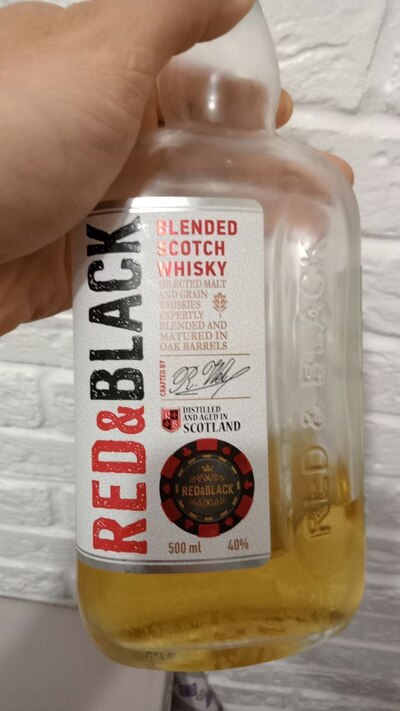 RED&BLACK
BLENDED
SCOTCH
WHISKY
SELECTED MALT
AND GRAIN
WHISKIES
EXPERTLY
BLENDED AND
MATURED IN
OAK BARRELS
CRAFTED BY
DISTILLED
AND AGED IN
SCOTLAND
RED&BLACK
500 ml 40%
RED & BLACK